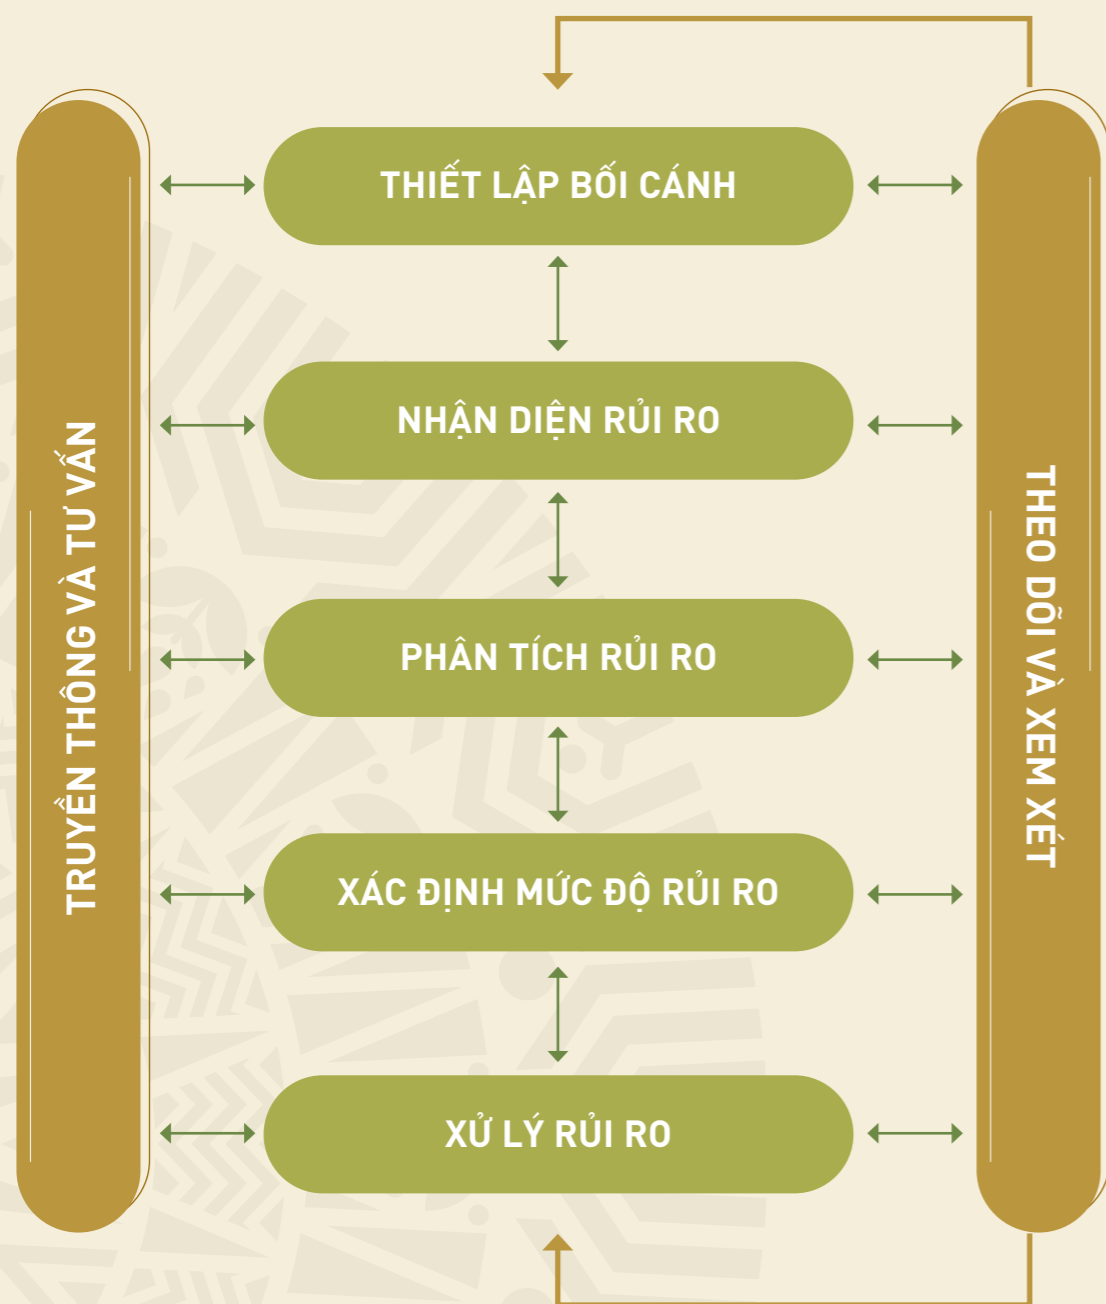 THIẾT LẬP BỐI CÁNH
NHẬN DIỆN RỦI RO
PHÂN TÍCH RỦI RO
XÁC ĐỊNH MỨC ĐỘ RỦI RO
XỬ LÝ RỦI RO
TRUYỀN THÔNG VÀ TƯ VẤN
THEO DÕI VÀ XEM XÉT